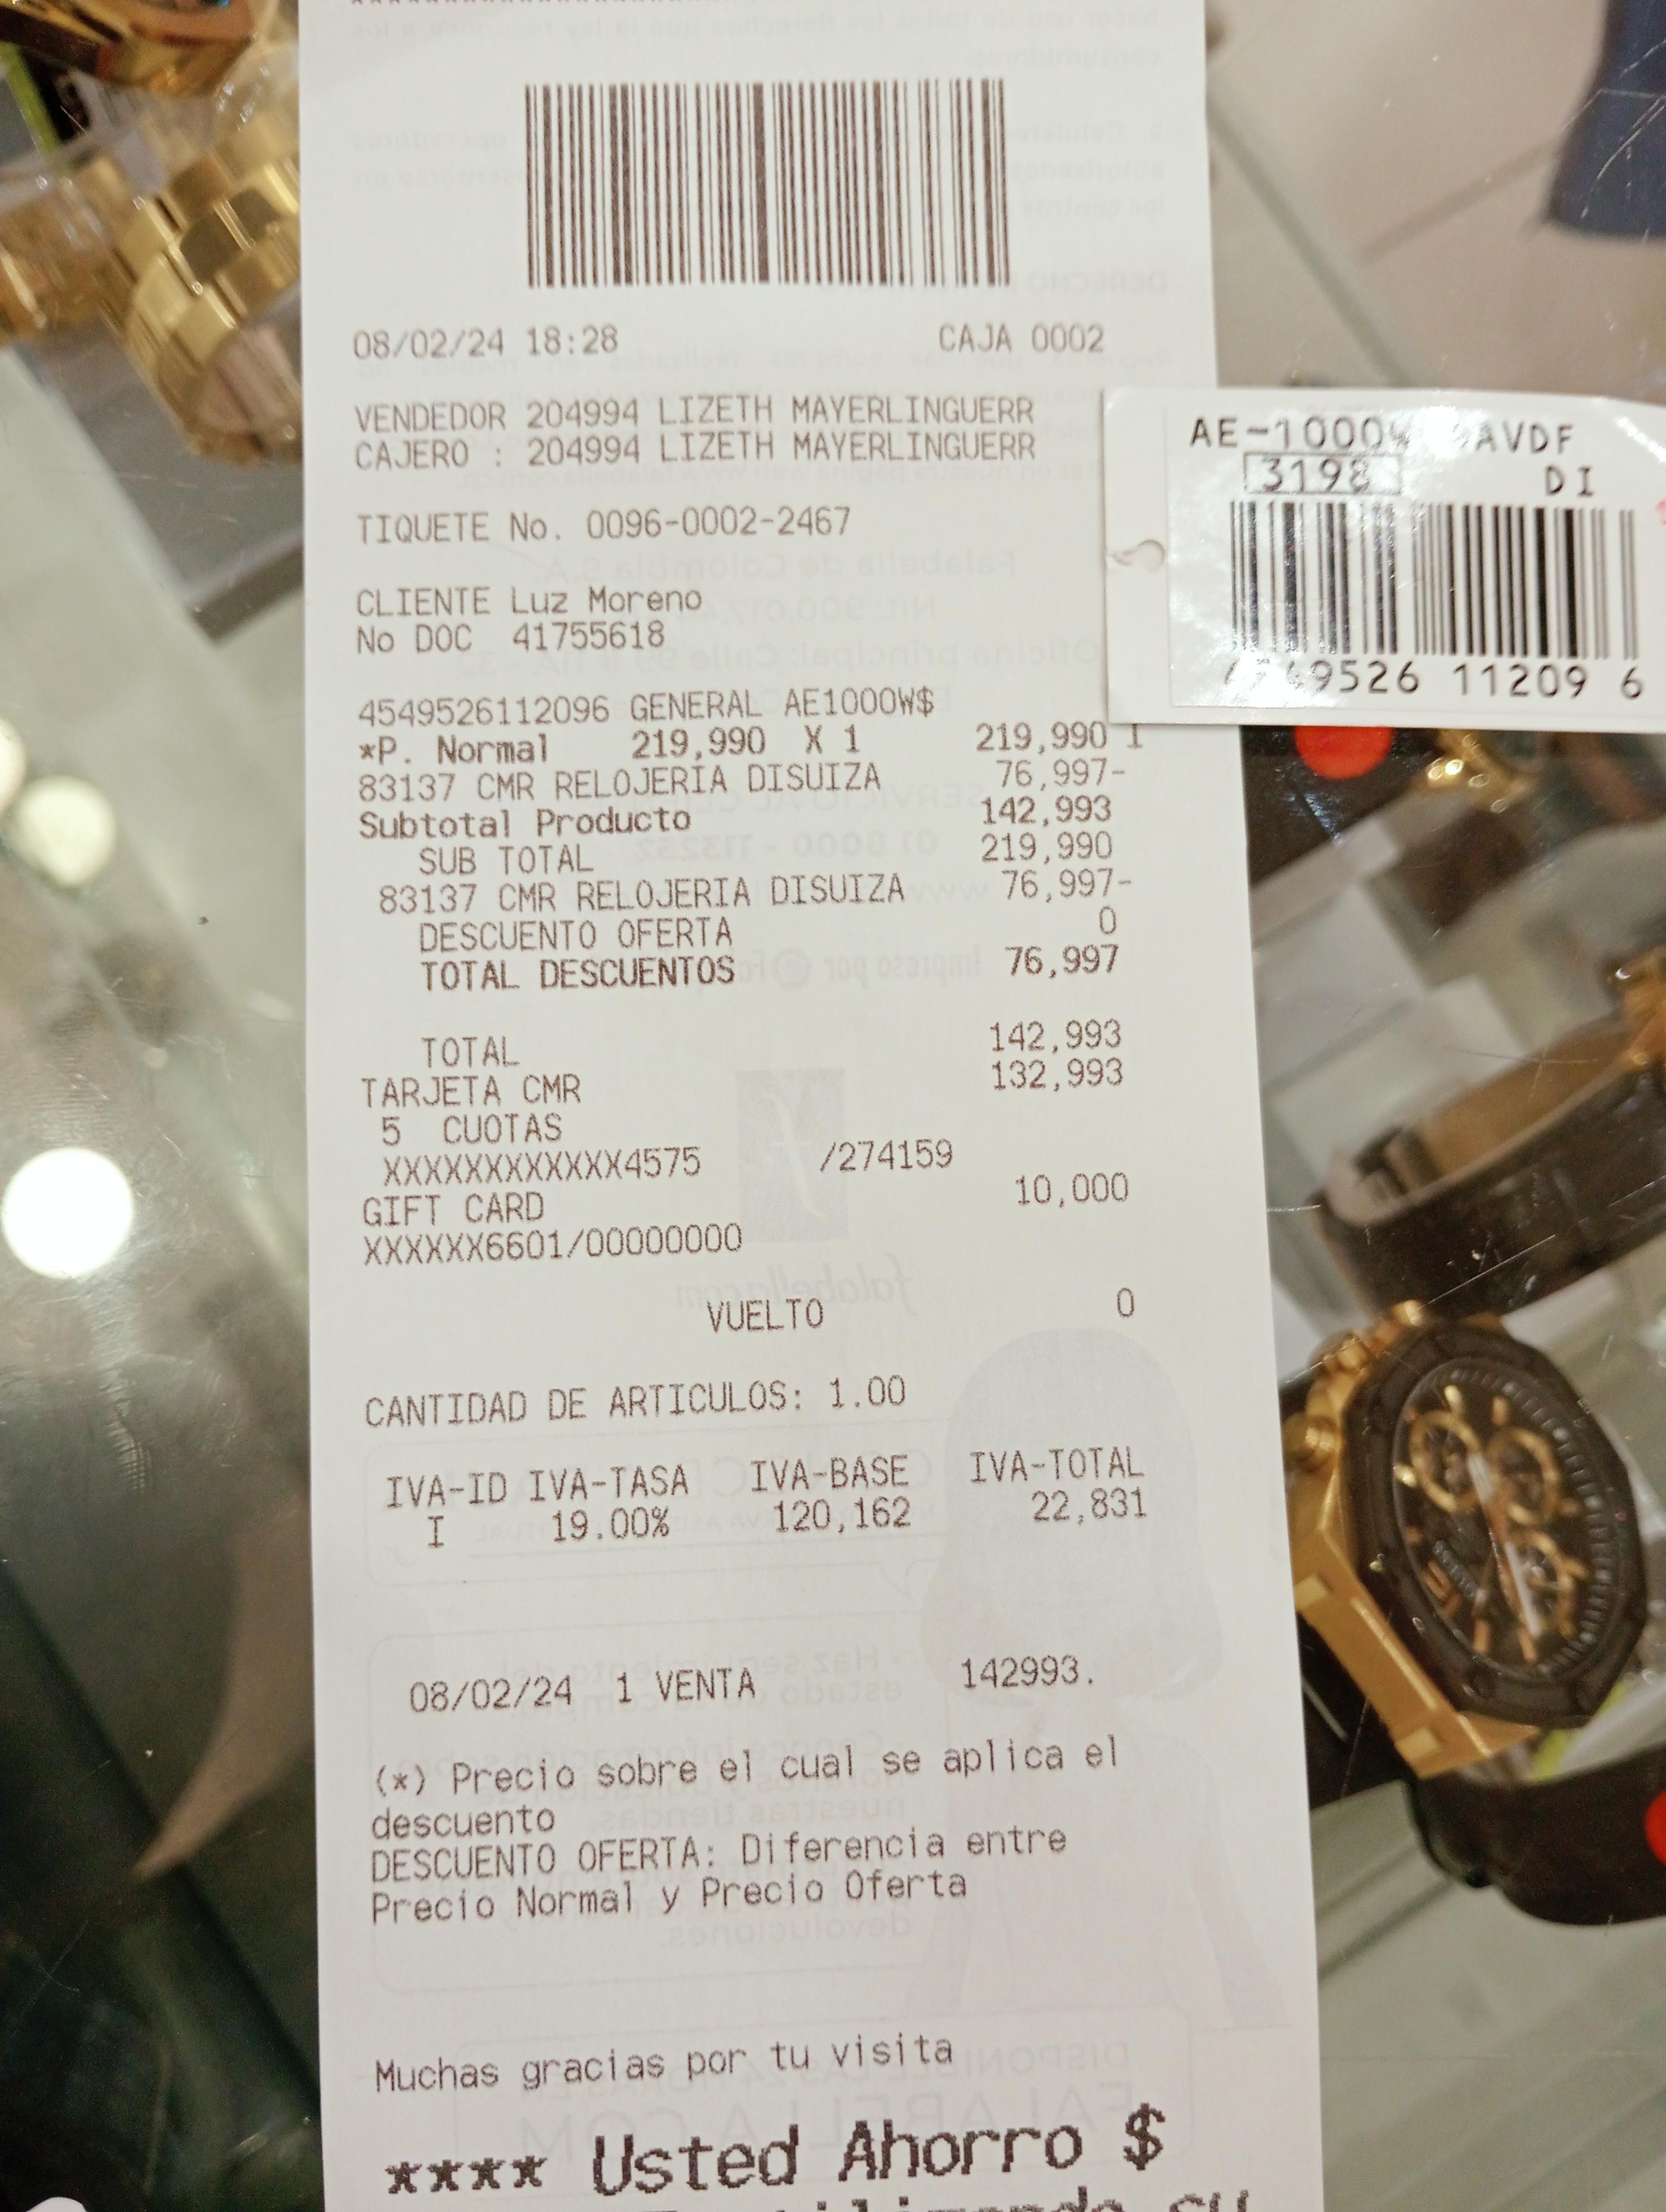 08/02/24 18:28 CAJA 0002
VENDEDOR 204994 LIZETH MAYERLINGUERR
CAJERO : 204994 LIZETH MAYERLINGUERR
TIQUETE No. 0096-0002-2467
CLIENTE Luz Moreno
No DOC 41755618
4549526112096 GENERAL AE1000W$
*P. Normal 219,990 X 1 219,990 I
83137 CMR RELOJERIA DISUIZA 76,997-
Subtotal Producto 142,993
SUB TOTAL 219,990
83137 CMR RELOJERIA DISUIZA 76,997-
DESCUENTO OFERTA 0
TOTAL DESCUENTOS 76,997
TOTAL 142,993
TARJETA CMR 132,993
5 CUOTAS
XXXXXXXXXXXX4575 /274159
GIFT CARD 10,000
XXXXXX6601/00000000
VUELTO 0
CANTIDAD DE ARTICULOS: 1.00
IVA-ID IVA-TASA IVA-BASE IVA-TOTAL
I 19.00% 120,162 22,831
08/02/24 1 VENTA 142993.
(*) Precio sobre el cual se aplica el
descuento
DESCUENTO OFERTA: Diferencia entre
Precio Normal y Precio Oferta
Muchas gracias por tu visita
**** Usted Ahorro $
su
AVDF
3198 DI
9526 11209 6